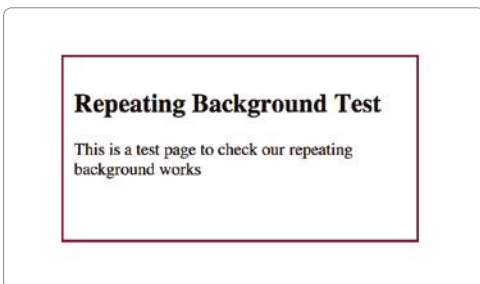 Repeating Background Test
This is a test page to check our repeating
background works